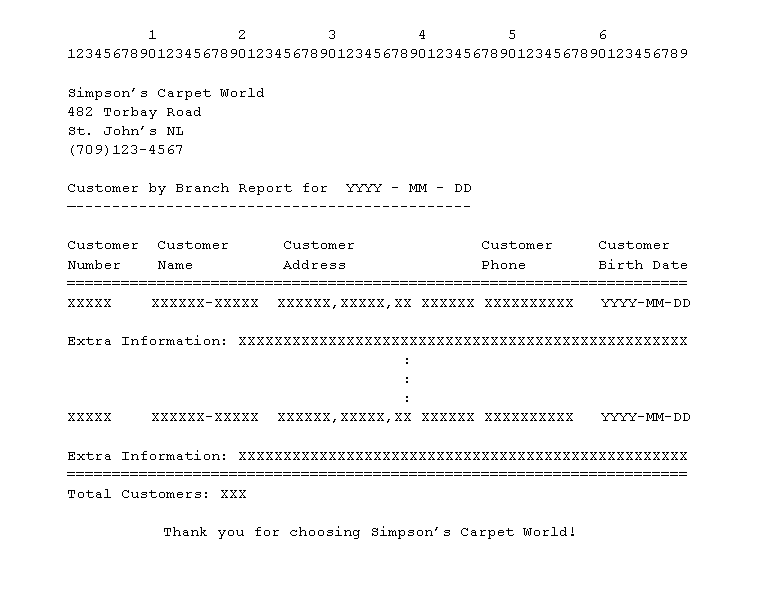 1 2 3 4 5 6
123456789012345678901234567890123456789012345678901234567890123456789
Simpson's Carpet World
482 Torbay Road
St. John's NL
(709)123-4567
Customer by Branch Report for  YYYY - MM - DD
---------------------------------------------
Customer  Customer      Customer              Customer     Customer
Number    Name          Address               Phone        Birth Date
=====================================================================
XXXXX    XXXXXX-XXXXX  XXXXXX,XXXXX,XX XXXXXX XXXXXXXXXX   YYYY-MM-DD
Extra Information: XXXXXXXXXXXXXXXXXXXXXXXXXXXXXXXXXXXXXXXXXXXXXXXXXX
:
:
:
XXXXX    XXXXXX-XXXXX  XXXXXX,XXXXX,XX XXXXXX XXXXXXXXXX   YYYY-MM-DD
Extra Information: XXXXXXXXXXXXXXXXXXXXXXXXXXXXXXXXXXXXXXXXXXXXXXXXXX
=====================================================================
Total Customers: XXX
Thank you for choosing Simpson's Carpet World!